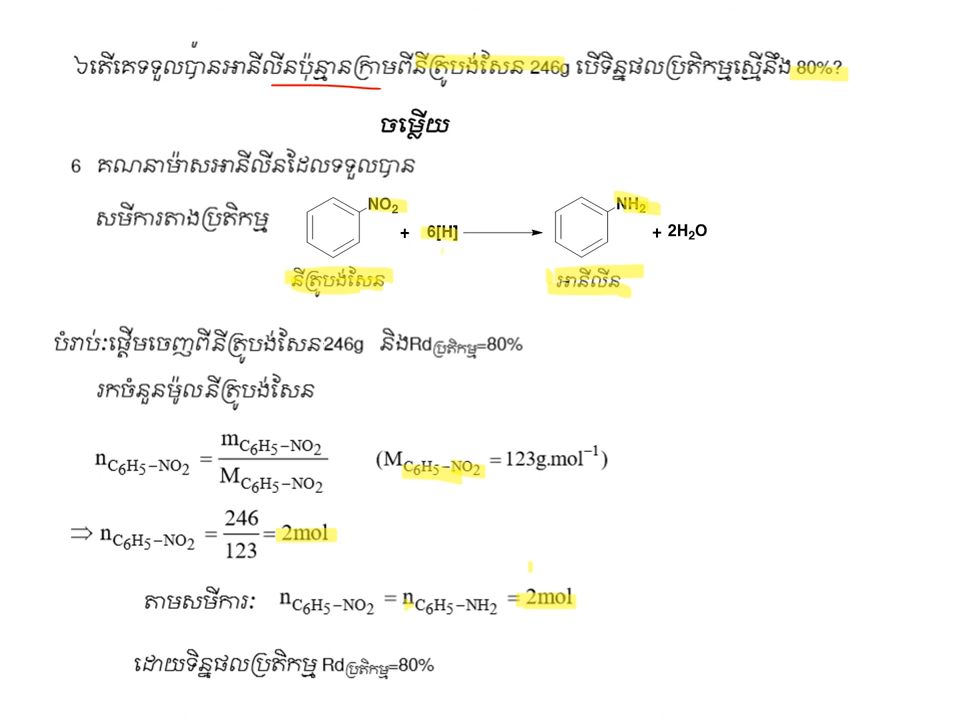 ៦តើគេទទួលបានអានីលីនប៉ុន្មានក្រាមពីនីត្រូបង់សែន 246g បើទិន្នផលប្រតិកម្មស្មើនឹង 80%?
ចម្លើយ
6 គណនាម៉ាសអានីលីនដែលទទួលបាន
សមីការតាងប្រតិកម្ម
NO2 + 6[H] → NH2 + 2H2O
នីត្រូបង់សែន អានីលីន
បំរាប់ៈផ្តើមចេញពីនីត្រូបង់សែន246g និងRdប្រតិកម្ម=80%
រកចំនួនម៉ូលនីត្រូបង់សែន
nC6H5−NO2 = mC6H5−NO2 / MC6H5−NO2 (MC6H5−NO2 = 123g.mol−1)
⇒ nC6H5−NO2 = 246/123 = 2mol
តាមសមីការៈ nC6H5−NO2 = nC6H5−NH2 = 2mol
ដោយទិន្នផលប្រតិកម្ម Rdប្រតិកម្ម=80%